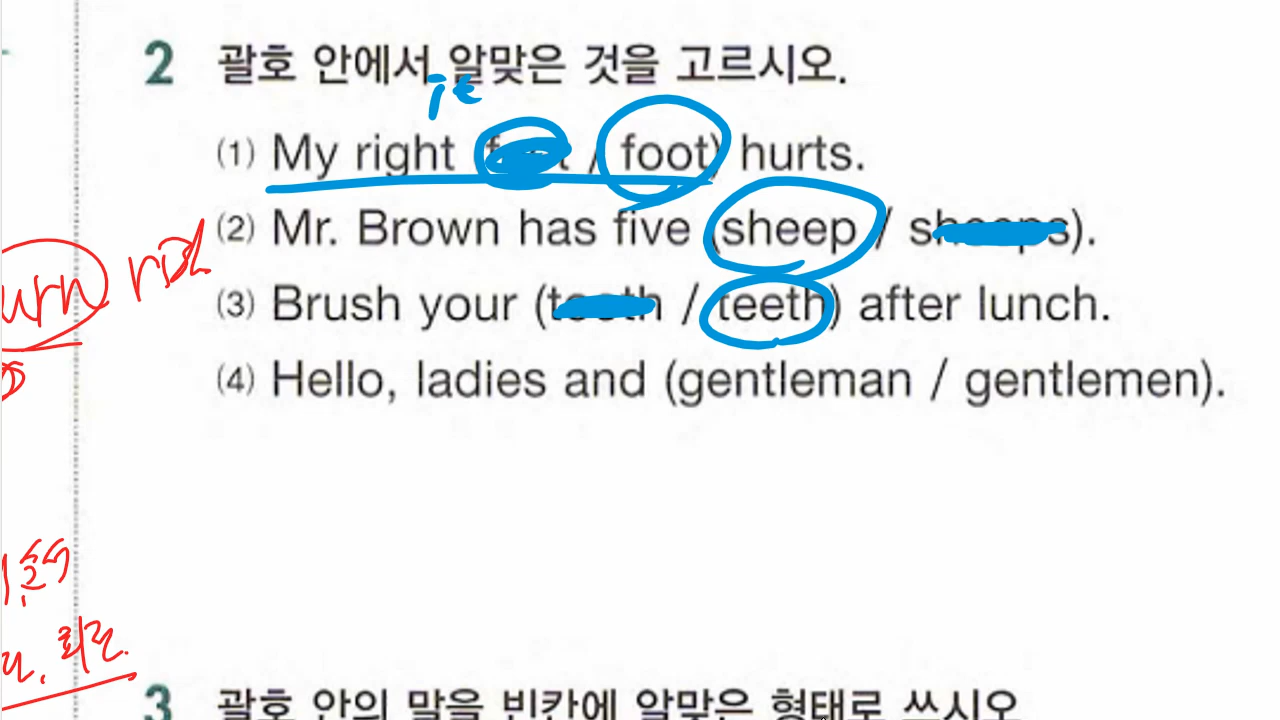 2 괄호 안에서 알맞은 것을 고르시오.
(1) My right ( / foot) hurts.
(2) Mr. Brown has five (sheep / sheeps).
(3) Brush your (tooth / teeth) after lunch.
(4) Hello, ladies and (gentleman / gentlemen).
3 괄호 안의 말을 빈칸에 알맞은 형태로 쓰시오.